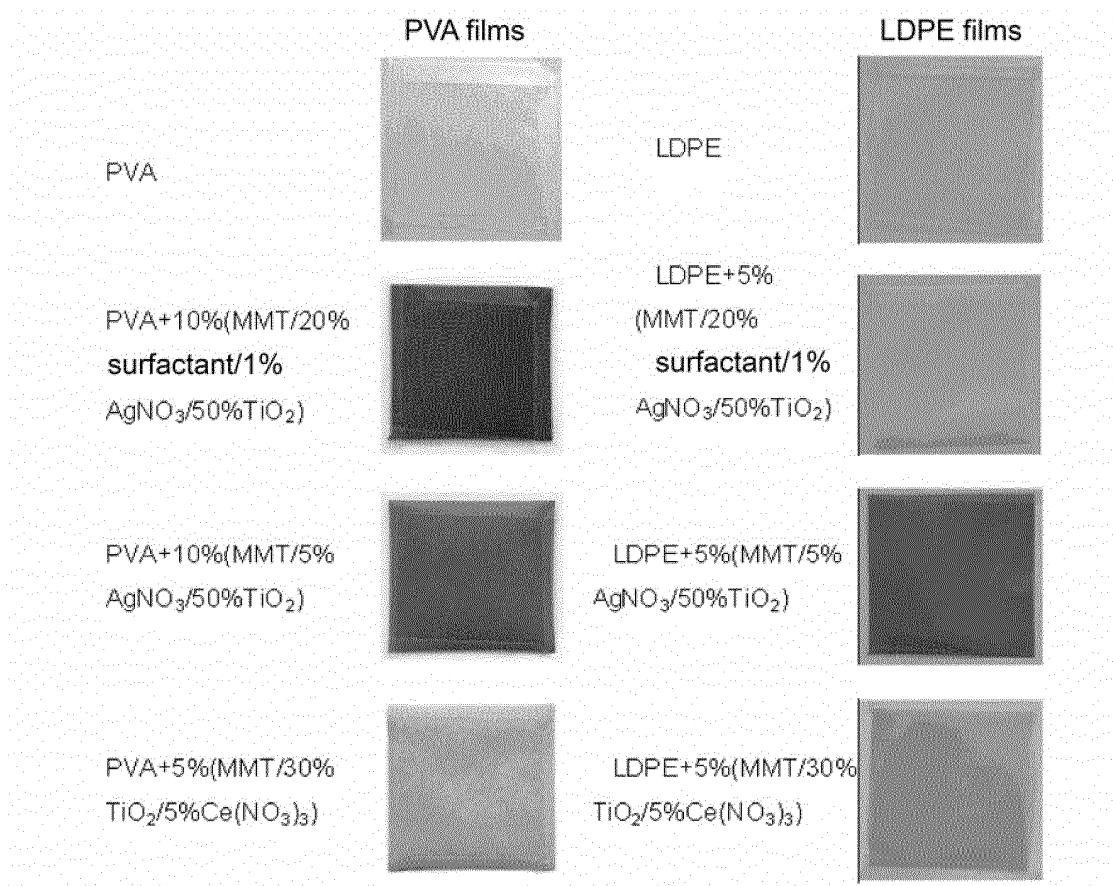 PVA films
LDPE films
PVA
LDPE
PVA+10%(MMT/20%
surfactant/1%
AgNO₃/50%TiO₂)
LDPE+5%
(MMT/20%
surfactant/1%
AgNO₃/50%TiO₂)
PVA+10%(MMT/5%
AgNO₃/50%TiO₂)
LDPE+5%(MMT/5%
AgNO₃/50%TiO₂)
PVA+5%(MMT/30%
TiO₂/5%Ce(NO₃)₃)
LDPE+5%(MMT/30%
TiO₂/5%Ce(NO₃)₃)